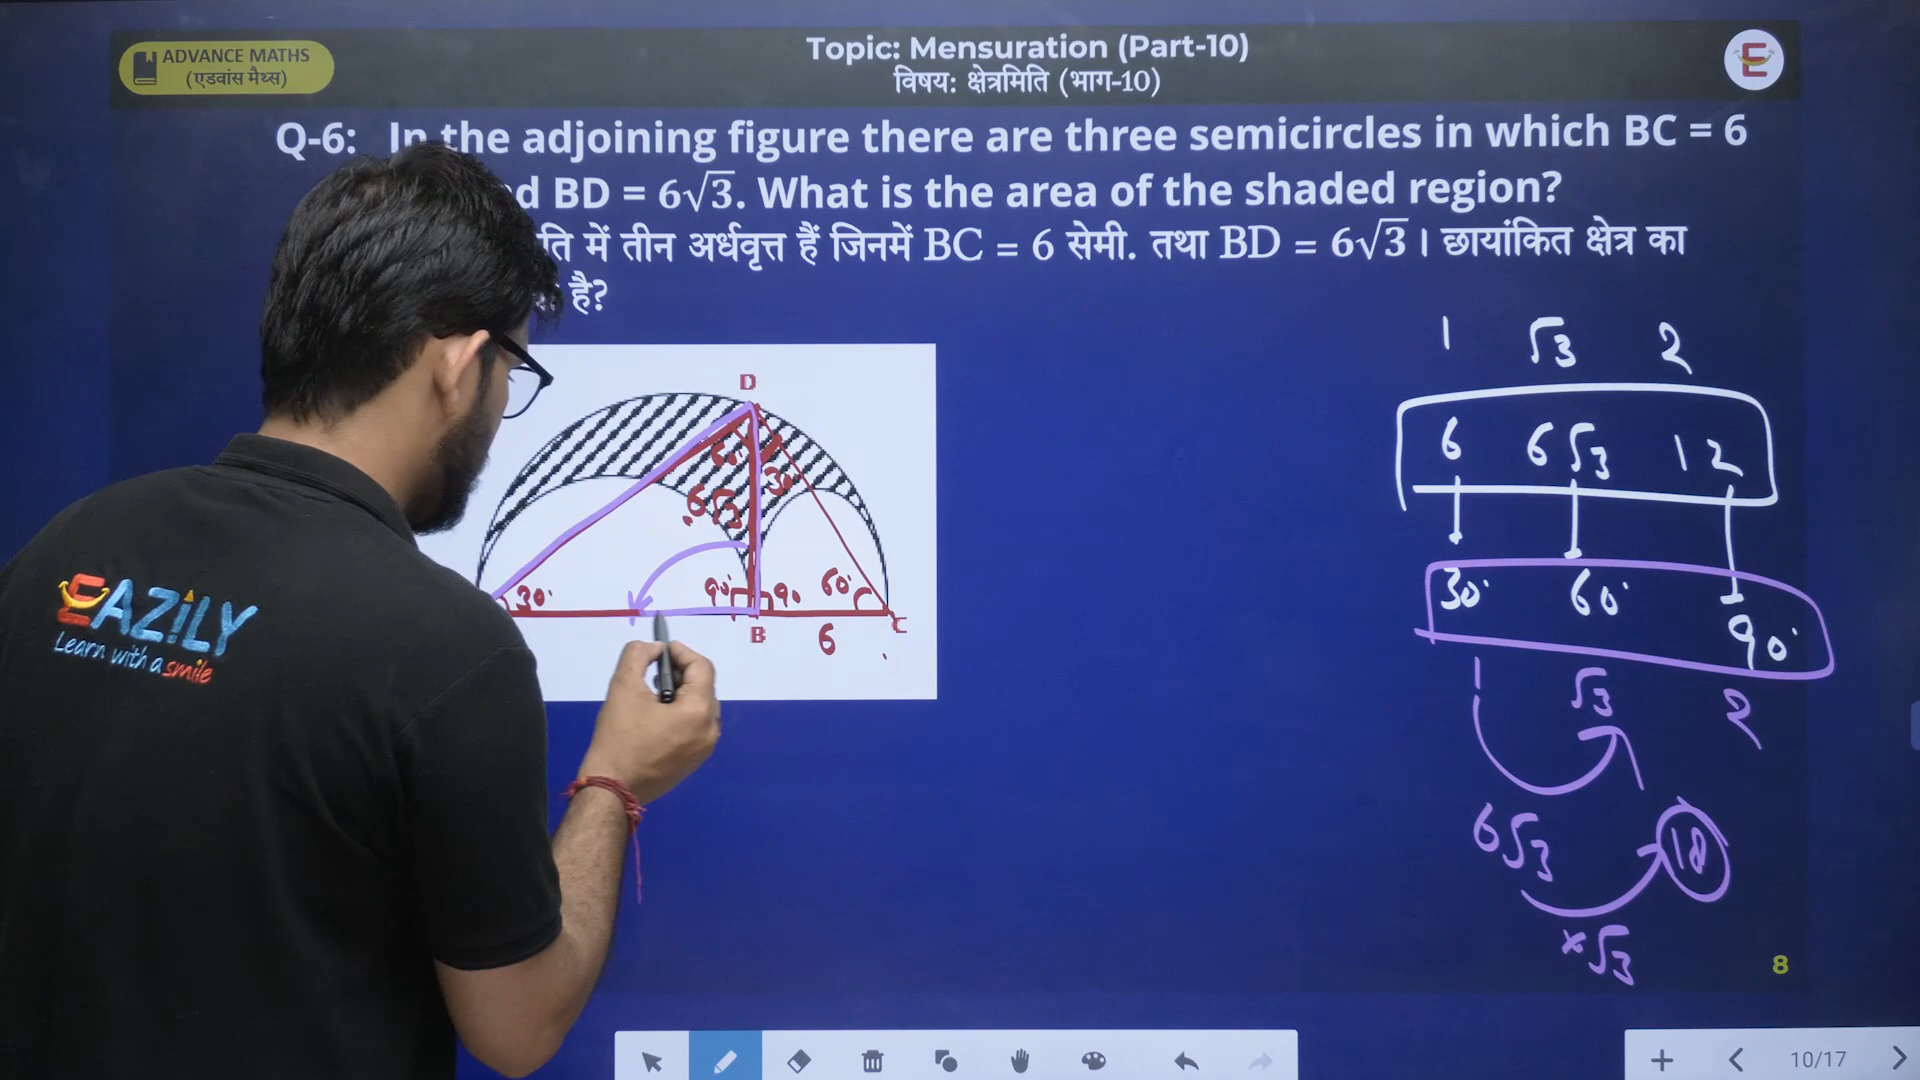 ADVANCE MATHS
(एडवांस मैथ्स)
Topic: Mensuration (Part-10)
विषय: क्षेत्रमिति (भाग-10)
Q-6: In the adjoining figure there are three semicircles in which BC = 6
BD = 6√3. What is the area of the shaded region?
में तीन अर्धवृत्त हैं जिनमें BC = 6 सेमी. तथा BD = 6√3। छायांकित क्षेत्र का
है?
1 √3 2
6 6√3 12
30° 60° 90°
1 √3 2
6√3 18
×√3
D
30
6√3
30° 90° 90 60°
B 6 C
EAZILY
Learn with a smile
8
10/17